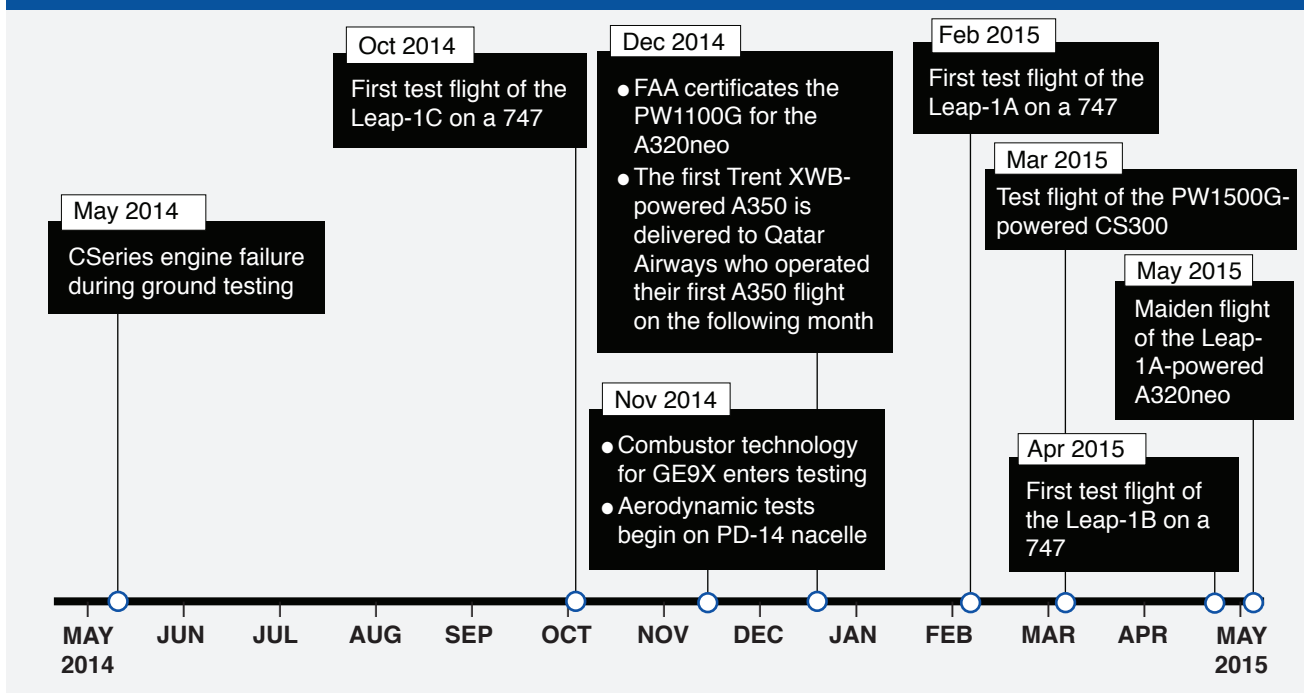 May 2014
CSeries engine failure
during ground testing
Oct 2014
First test flight of the
Leap-1C on a 747
Nov 2014
● Combustor technology
for GE9X enters testing
● Aerodynamic tests
begin on PD-14 nacelle
Dec 2014
● FAA certificates the
PW1100G for the
A320neo
● The first Trent XWB-
powered A350 is
delivered to Qatar
Airways who operated
their first A350 flight
on the following month
Feb 2015
First test flight of the
Leap-1A on a 747
Mar 2015
Test flight of the PW1500G-
powered CS300
Apr 2015
First test flight of
the Leap-1B on a
747
May 2015
Maiden flight
of the Leap-
1A-powered
A320neo
MAY JUN JUL AUG SEP OCT NOV DEC JAN FEB MAR APR MAY
2014 2015